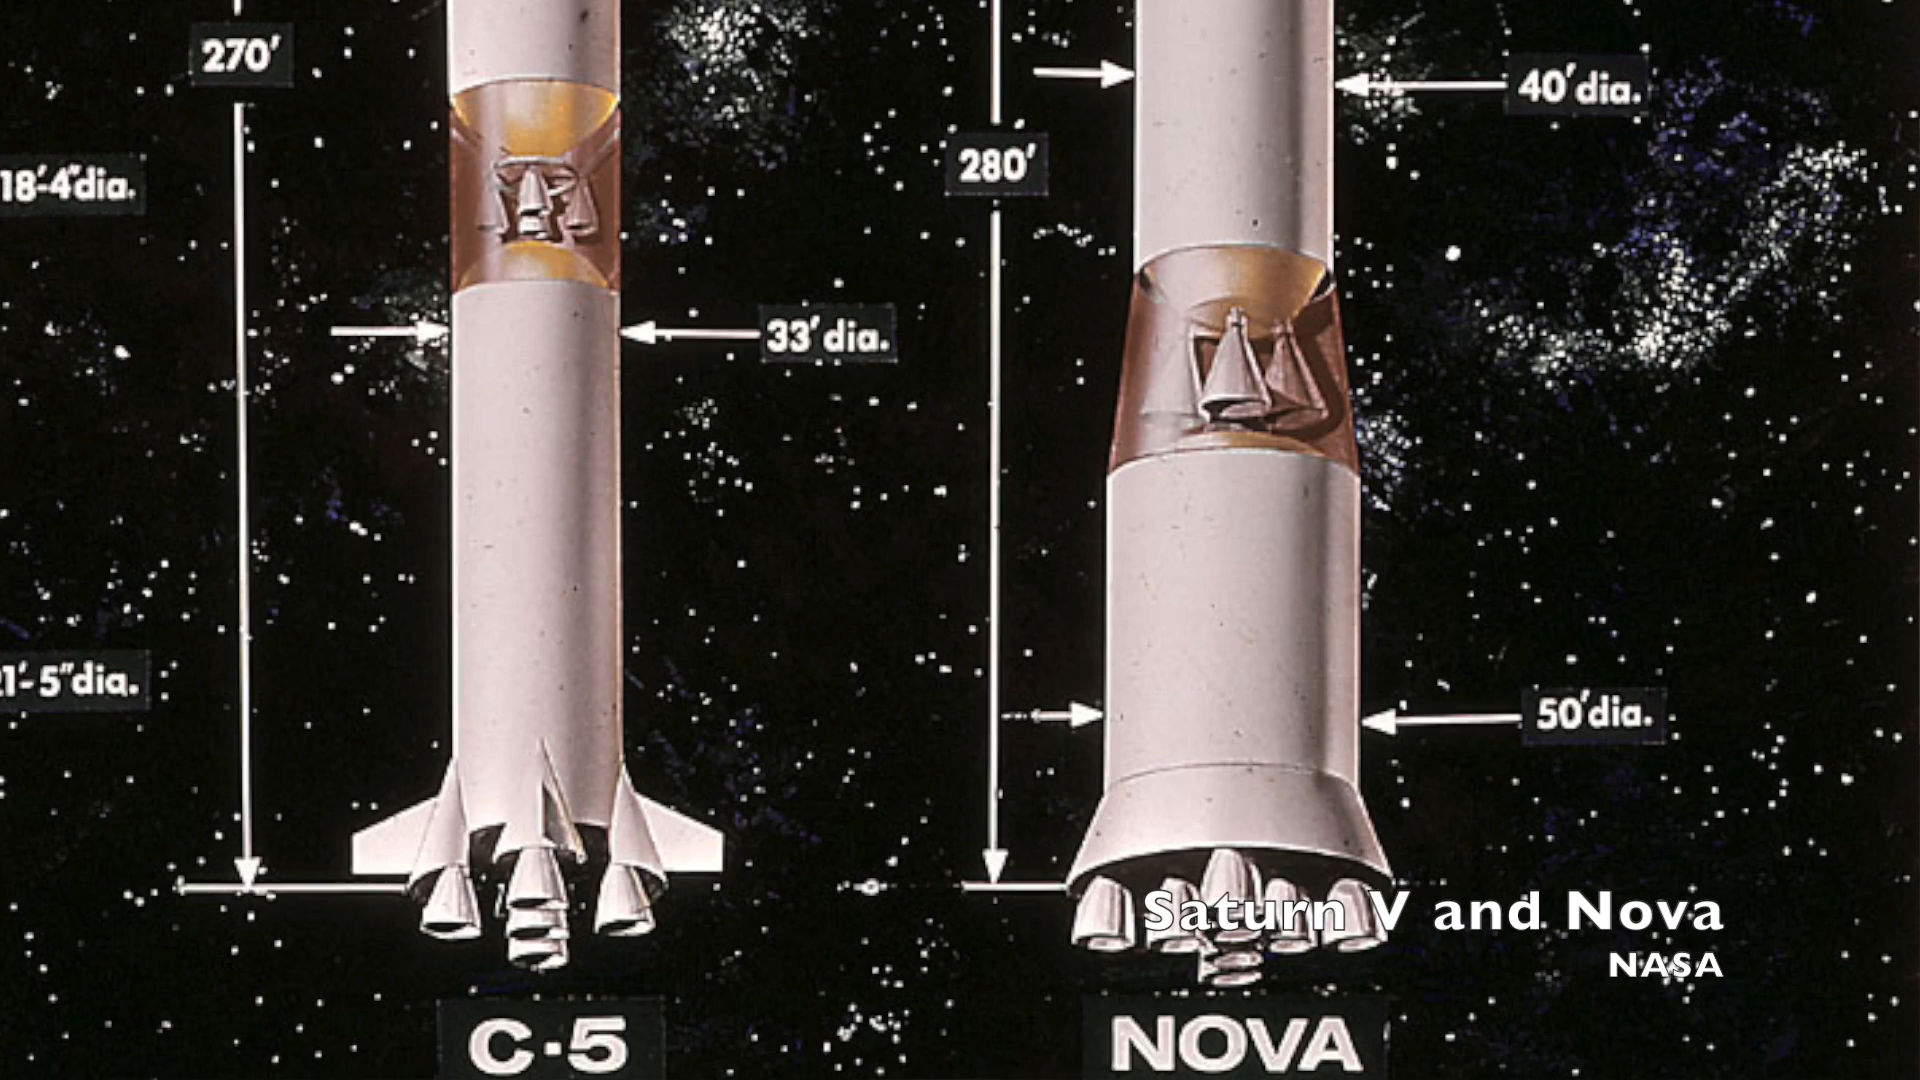 270′
40′dia.
280′
18′-4″dia.
33′dia.
1′-5″dia.
50′dia.
Saturn V and Nova
NASA
C-5
NOVA